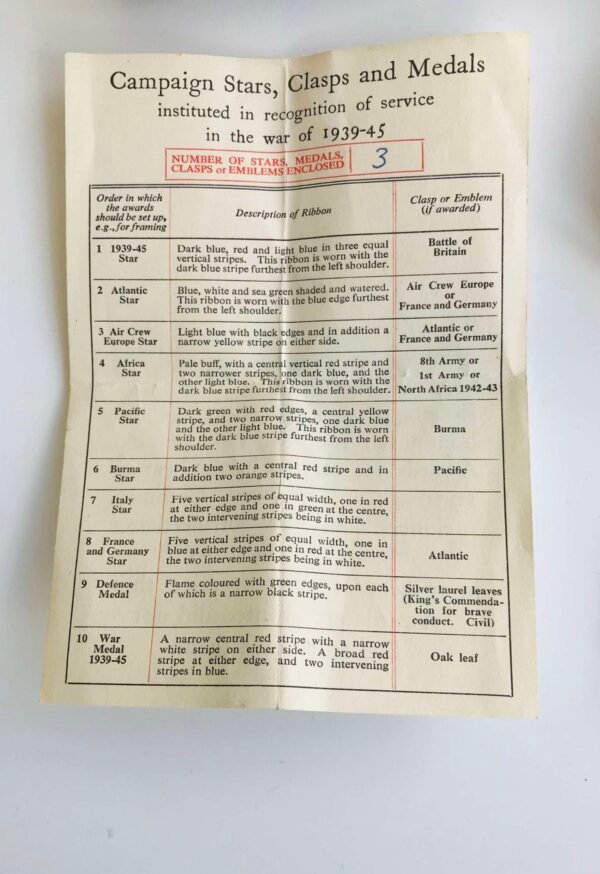 Campaign Stars, Clasps and Medals
instituted in recognition of service
in the war of 1939-45
NUMBER OF STARS, MEDALS,
CLASPS or EMBLEMS ENCLOSED
3
Order in which
the awards
should be set up,
e.g., for framing
Description of Ribbon
Clasp or Emblem
(if awarded)
1 1939-45
Star
Dark blue, red and light blue in three equal
vertical stripes. This ribbon is worn with the
dark blue stripe furthest from the left shoulder.
Battle of
Britain
2 Atlantic
Star
Blue, white and sea green shaded and watered.
This ribbon is worn with the blue edge furthest
from the left shoulder.
Air Crew Europe
or
France and Germany
3 Air Crew
Europe Star
Light blue with black edges and in addition a
narrow yellow stripe on either side.
Atlantic or
France and Germany
4 Africa
Star
Pale buff, with a central vertical red stripe and
two narrower stripes, one dark blue, and the
other light blue. This ribbon is worn with the
dark blue stripe furthest from the left shoulder.
8th Army or
1st Army or
North Africa 1942-43
5 Pacific
Star
Dark green with red edges, a central yellow
stripe, and two narrow stripes, one dark blue
and the other light blue. This ribbon is worn
with the dark blue stripe furthest from the left
shoulder.
Burma
6 Burma
Star
Dark blue with a central red stripe and in
addition two orange stripes.
Pacific
7 Italy
Star
Five vertical stripes of equal width, one in red
at either edge and one in green at the centre,
the two intervening stripes being in white.
8 France
and Germany
Star
Five vertical stripes of equal width, one in
blue at either edge and one in red at the centre,
the two intervening stripes being in white.
Atlantic
9 Defence
Medal
Flame coloured with green edges, upon each
of which is a narrow black stripe.
Silver laurel leaves
(King's Commenda-
tion for brave
conduct. Civil)
10 War
Medal
1939-45
A narrow central red stripe with a narrow
white stripe on either side. A broad red
stripe at either edge, and two intervening
stripes in blue.
Oak leaf